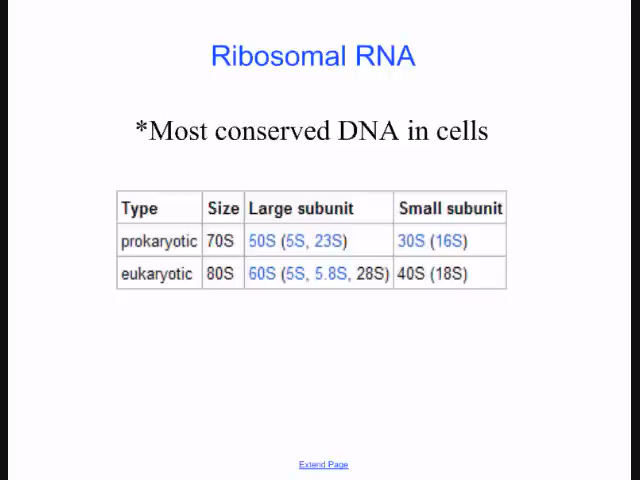 Ribosomal RNA
*Most conserved DNA in cells
Type Size Large subunit Small subunit
prokaryotic 70S 50S (5S, 23S) 30S (16S)
eukaryotic 80S 60S (5S, 5.8S, 28S) 40S (18S)
Extend Page